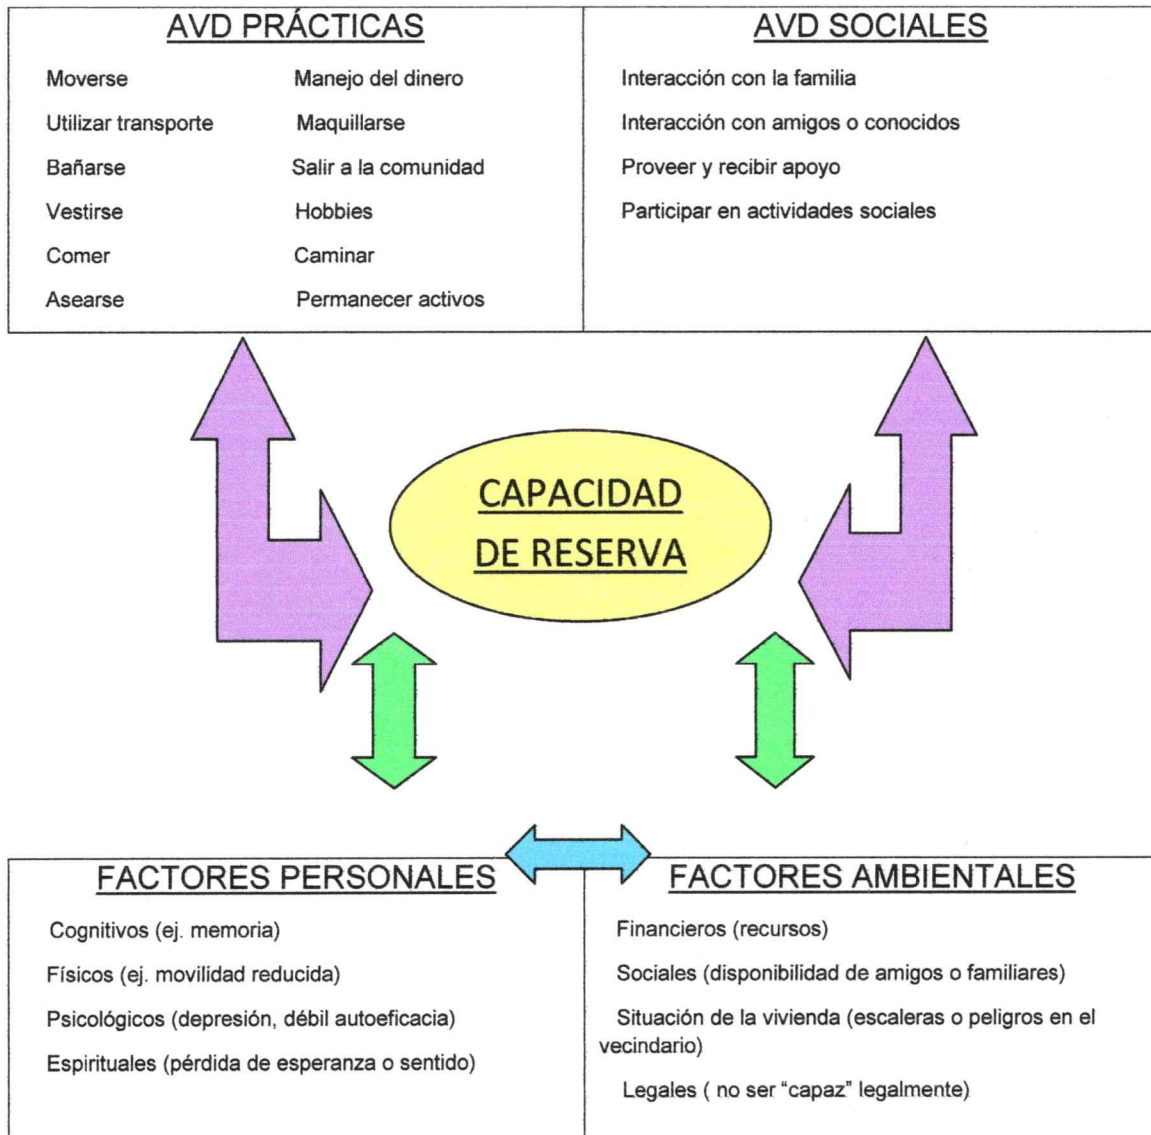 AVD PRÁCTICAS
Moverse Manejo del dinero
Utilizar transporte Maquillarse
Bañarse Salir a la comunidad
Vestirse Hobbies
Comer Caminar
Asearse Permanecer activos
AVD SOCIALES
Interacción con la familia
Interacción con amigos o conocidos
Proveer y recibir apoyo
Participar en actividades sociales
CAPACIDAD
DE RESERVA
FACTORES PERSONALES
Cognitivos (ej. memoria)
Físicos (ej. movilidad reducida)
Psicológicos (depresión, débil autoeficacia)
Espirituales (pérdida de esperanza o sentido)
FACTORES AMBIENTALES
Financieros (recursos)
Sociales (disponibilidad de amigos o familiares)
Situación de la vivienda (escaleras o peligros en el
vecindario)
Legales ( no ser “capaz” legalmente)